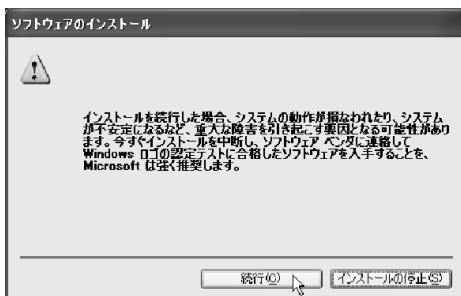 ソフトウェアのインストール
インストールを続行した場合、システムの動作が損なわれたり、システム
が不安定になるなど、重大な障害を引き起こす要因となる可能性があり
ます。今すぐインストールを中断し、ソフトウェア ベンダに連絡して
Windows ロゴの認定テストに合格したソフトウェアを入手することを、
Microsoft は強く推奨します。
続行(C) インストールの停止(S)